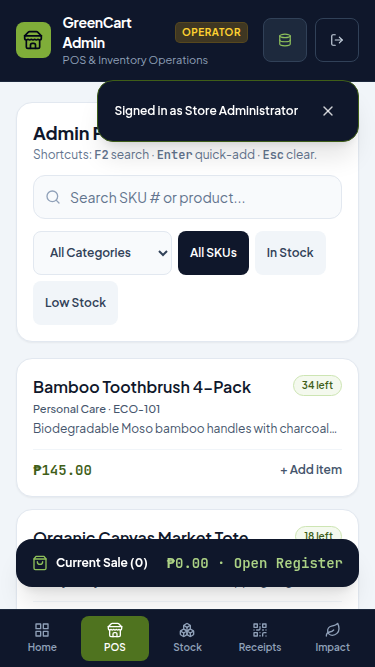 GreenCart
Admin
OPERATOR
POS & Inventory Operations
Signed in as Store Administrator
Admin
Shortcuts: F2 search · Enter quick-add · Esc clear.
Search SKU # or product...
All Categories
All SKUs
In Stock
Low Stock
Bamboo Toothbrush 4-Pack
34 left
Personal Care · ECO-101
Biodegradable Moso bamboo handles with charcoal...
₱145.00
+ Add item
Organic Canvas Market Tote
18 left
Current Sale (0)
₱0.00 · Open Register
Home
POS
Stock
Receipts
Impact